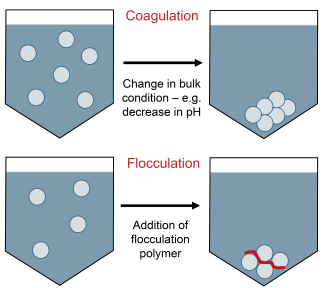 Coagulation
Change in bulk
condition – e.g.
decrease in pH
Flocculation
Addition of
flocculation
polymer